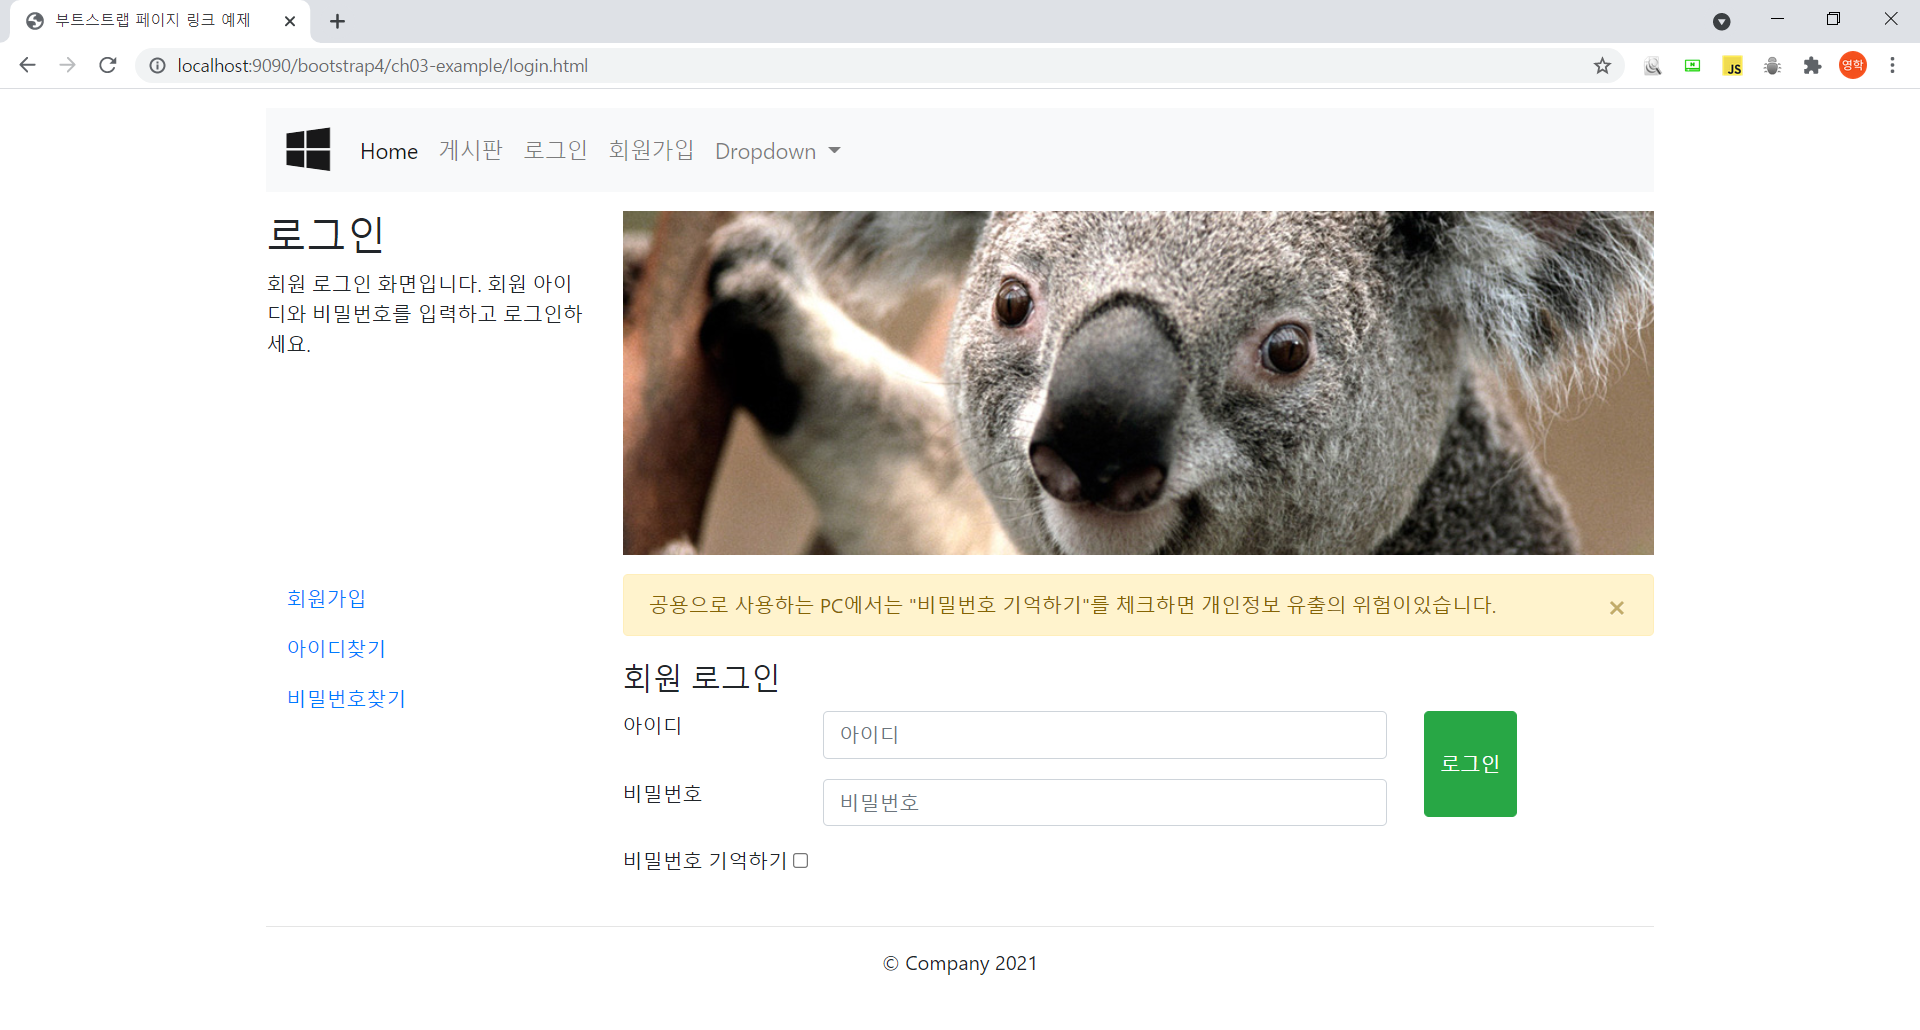 부트스트랩 페이지 링크 예제
localhost:9090/bootstrap4/ch03-example/login.html
JS
영학
Home 게시판 로그인 회원가입 Dropdown
로그인
회원 로그인 화면입니다. 회원 아이
디와 비밀번호를 입력하고 로그인하
세요.
회원가입
아이디찾기
비밀번호찾기
공용으로 사용하는 PC에서는 "비밀번호 기억하기"를 체크하면 개인정보 유출의 위험이있습니다. ×
회원 로그인
아이디 아이디
로그인
비밀번호 비밀번호
비밀번호 기억하기
© Company 2021